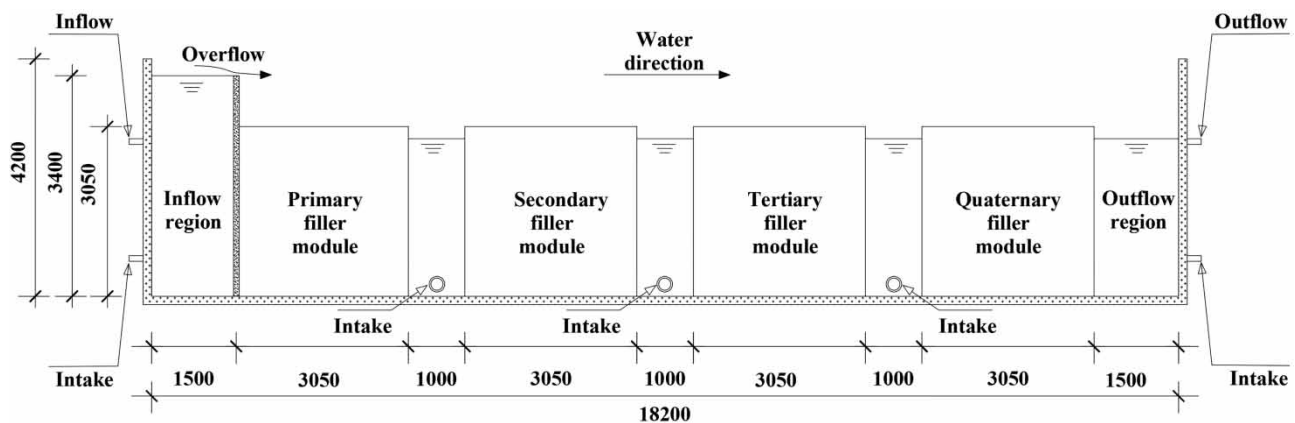 Inflow
Outflow
Overflow
Water
direction
4200
3400
3050
Inflow
region
Primary
filler
module
Secondary
filler
module
Tertiary
filler
module
Quaternary
filler
module
Outflow
region
Intake
Intake
Intake
Intake
Intake
1500
3050
1000
3050
1000
3050
1000
3050
1500
18200